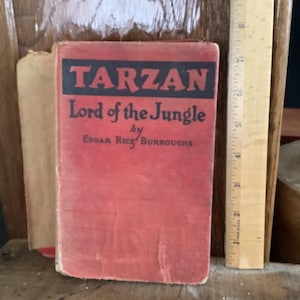 TARZAN
Lord of the Jungle
by
EDGAR RICE BURROUGHS